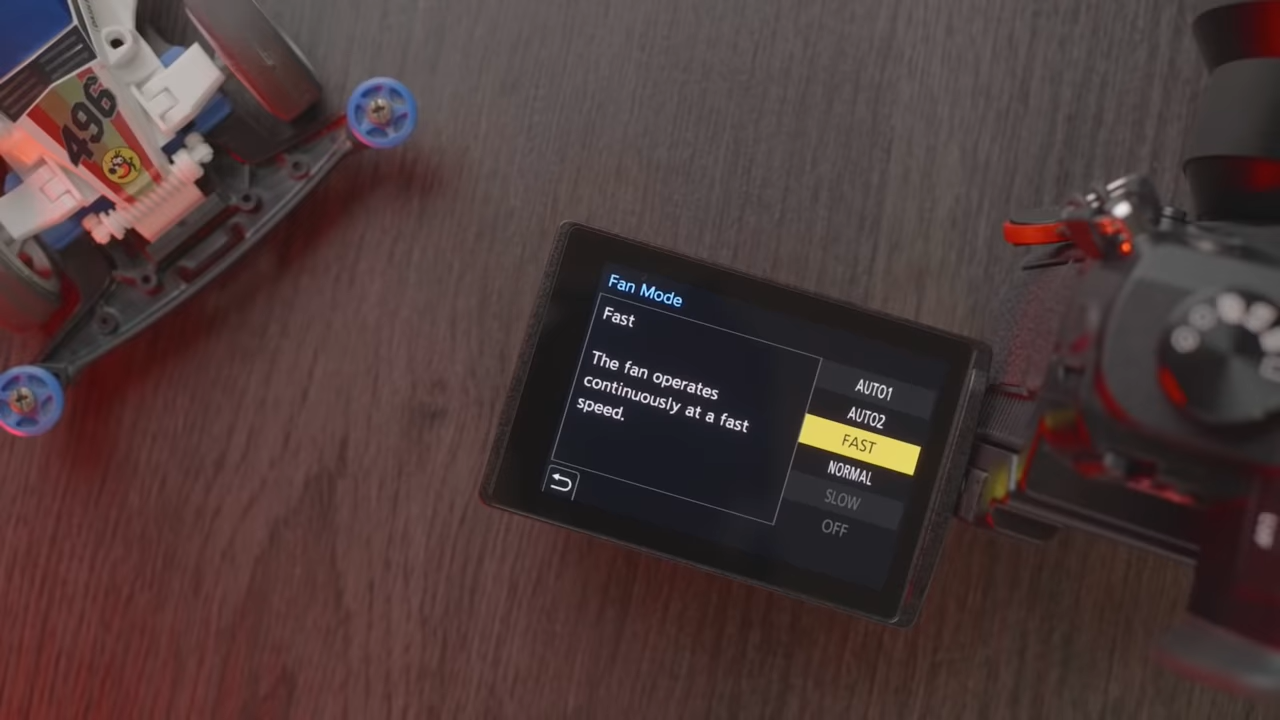 496
Fan Mode
Fast
The fan operates
continuously at a fast
speed.
AUTO1
AUTO2
FAST
NORMAL
SLOW
OFF